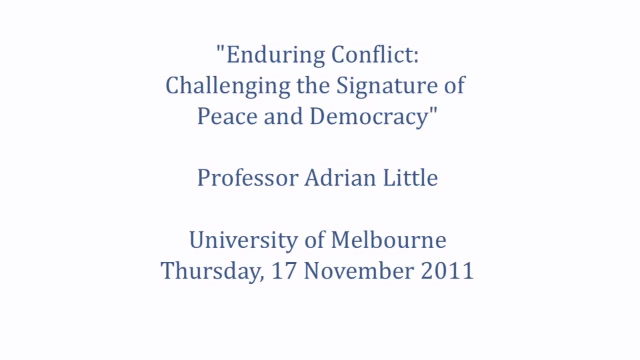 "Enduring Conflict:
Challenging the Signature of
Peace and Democracy"
Professor Adrian Little
University of Melbourne
Thursday, 17 November 2011